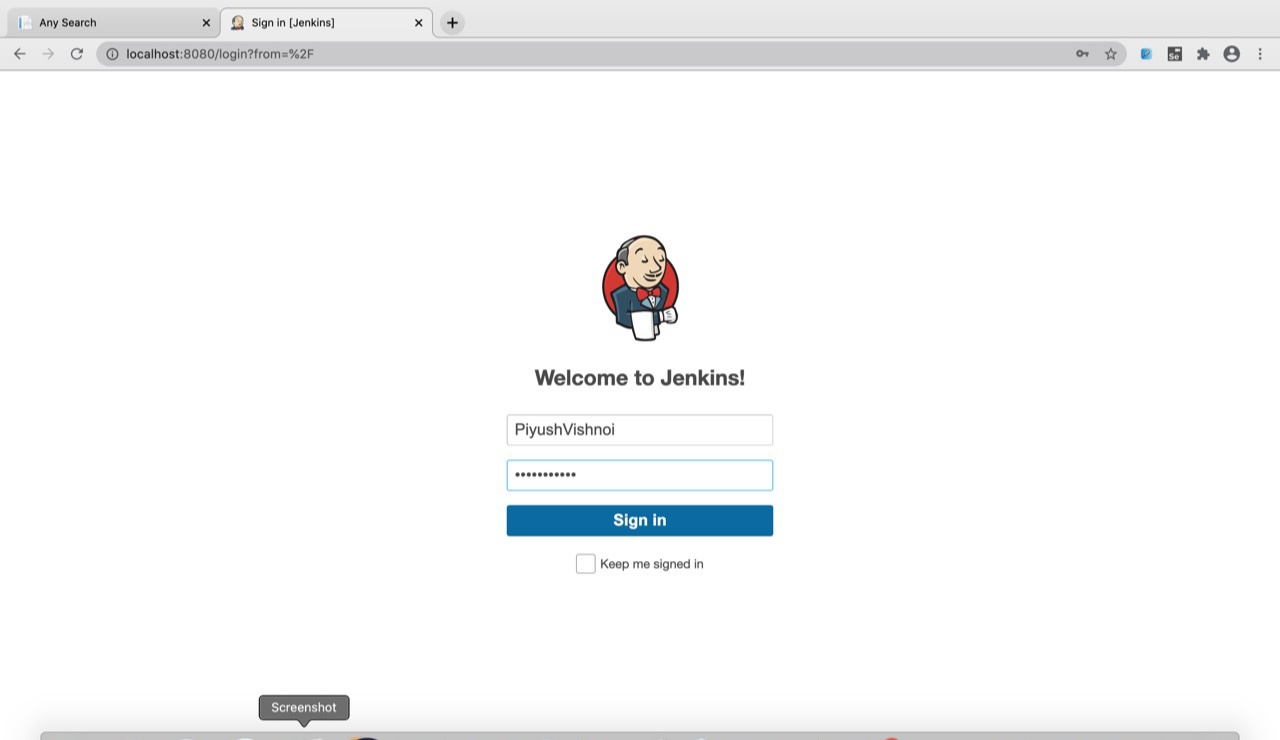 Any Search
Sign in [Jenkins]
localhost:8080/login?from=%2F
Se
Welcome to Jenkins!
PiyushVishnoi
•••••••••••
Sign in
Keep me signed in
Screenshot